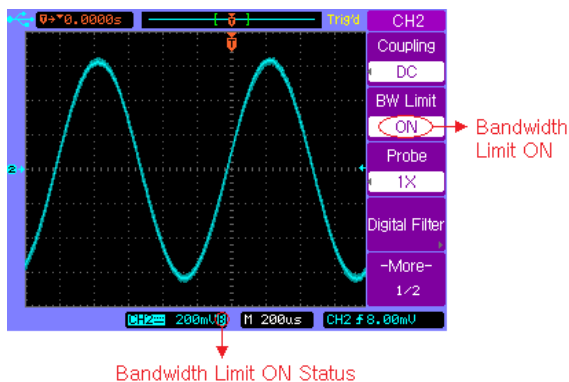 →▼0.0000s
Trig'd
CH2
Coupling
DC
BW Limit
ON
Bandwidth
Limit ON
Probe
1X
Digital Filter
-More-
1/2
2
CH2 200mV B
M 200us
CH2 8.00mV
Bandwidth Limit ON Status